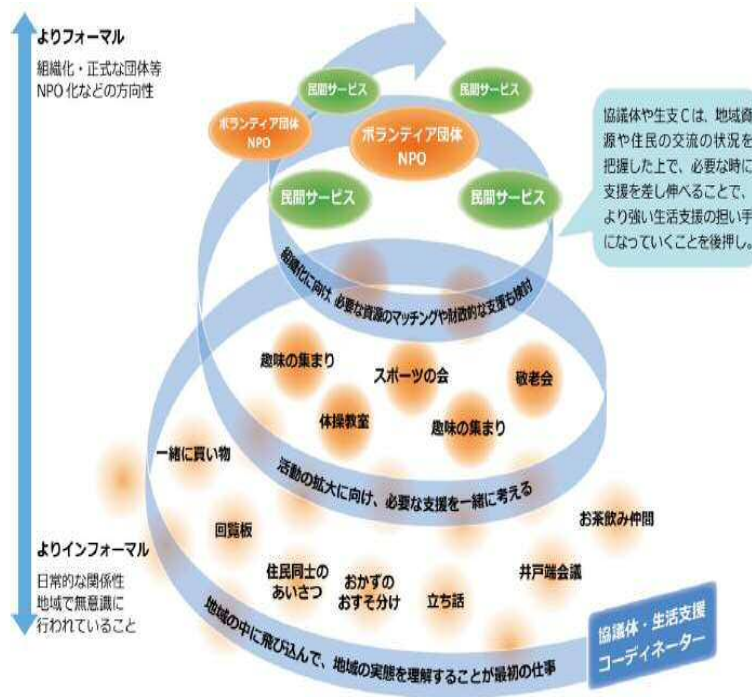 よりフォーマル
組織化・正式な団体等
NPO化などの方向性
民間サービス
民間サービス
ボランティア団体
NPO
ボランティア団体
NPO
民間サービス
民間サービス
協議体や生支Cは、地域資
源や住民の交流の状況を
把握した上で、必要な時に
支援を差し伸べることで、
より強い生活支援の担い手
になっていくことを後押し。
組織化に向け、必要な資源のマッチングや財政的な支援も検討
趣味の集まり
スポーツの会
敬老会
体操教室
趣味の集まり
一緒に買い物
活動の拡大に向け、必要な支援を一緒に考える
お茶飲み仲間
回覧板
井戸端会議
住民同士の
あいさつ
おかずの
おすそ分け
立ち話
よりインフォーマル
日常的な関係性
地域で無意識に
行われていること
地域の中に飛び込んで、地域の実態を理解することが最初の仕事
協議体・生活支援
コーディネーター